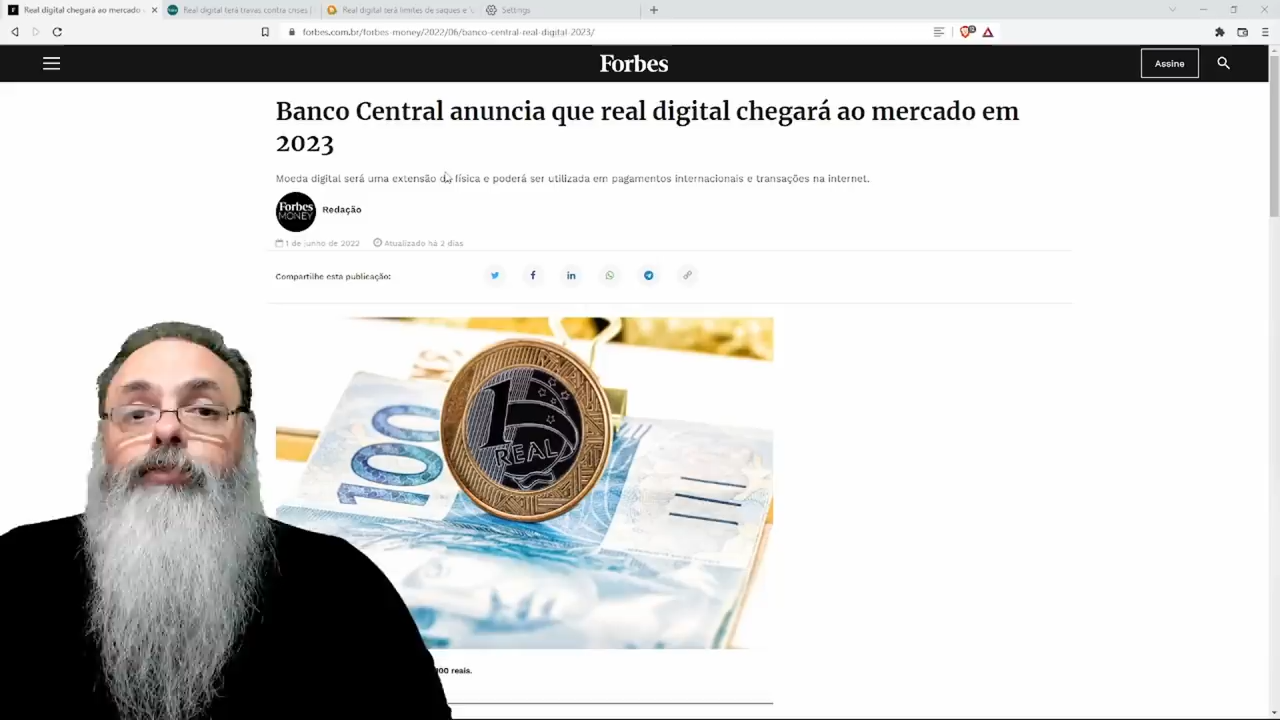 Real digital chegará ao mercado
Real digital terá travas contra crises
Real digital terá limites de saques e
Settings
forbes.com.br/forbes-money/2022/06/banco-central-real-digital-2023/
Forbes
Assine
Banco Central anuncia que real digital chegará ao mercado em
2023
Moeda digital será uma extensão da física e poderá ser utilizada em pagamentos internacionais e transações na internet.
Forbes
MONEY
Redação
1 de junho de 2022
Atualizado há 2 dias
Compartilhe esta publicação:
100
1
REAL
100 reais.